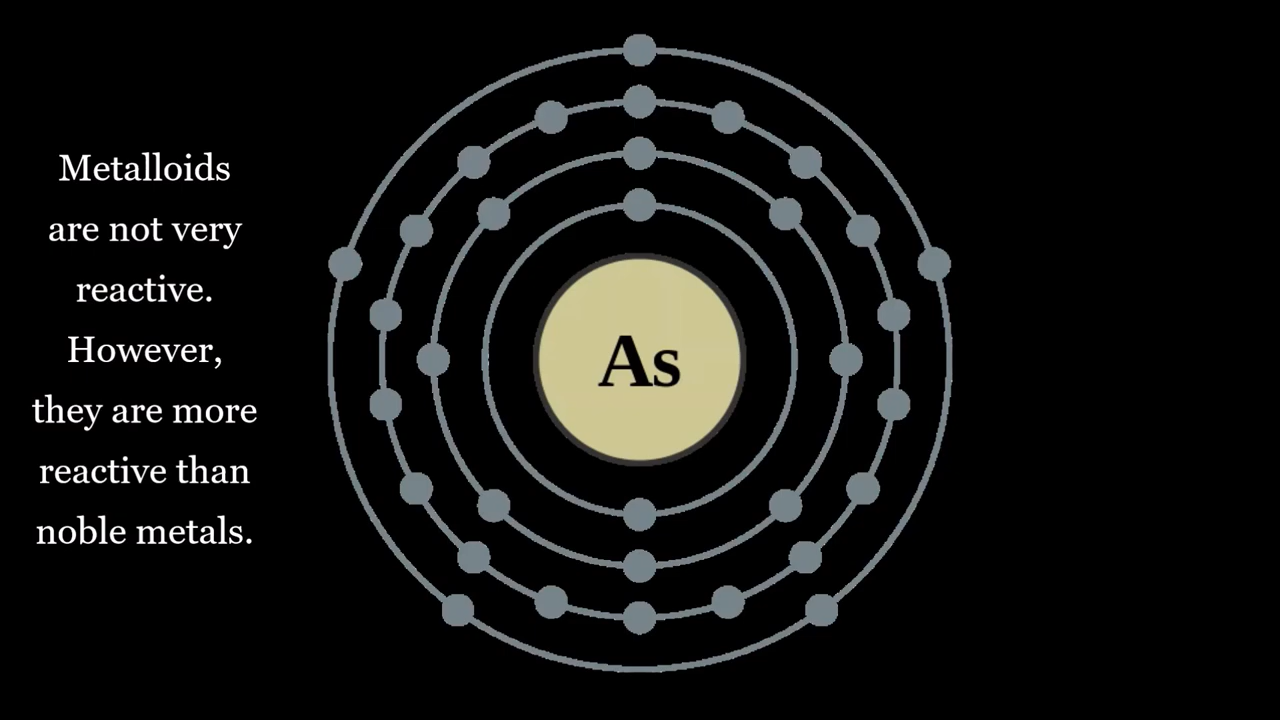 Metalloids
are not very
reactive.
However,
they are more
reactive than
noble metals.
As